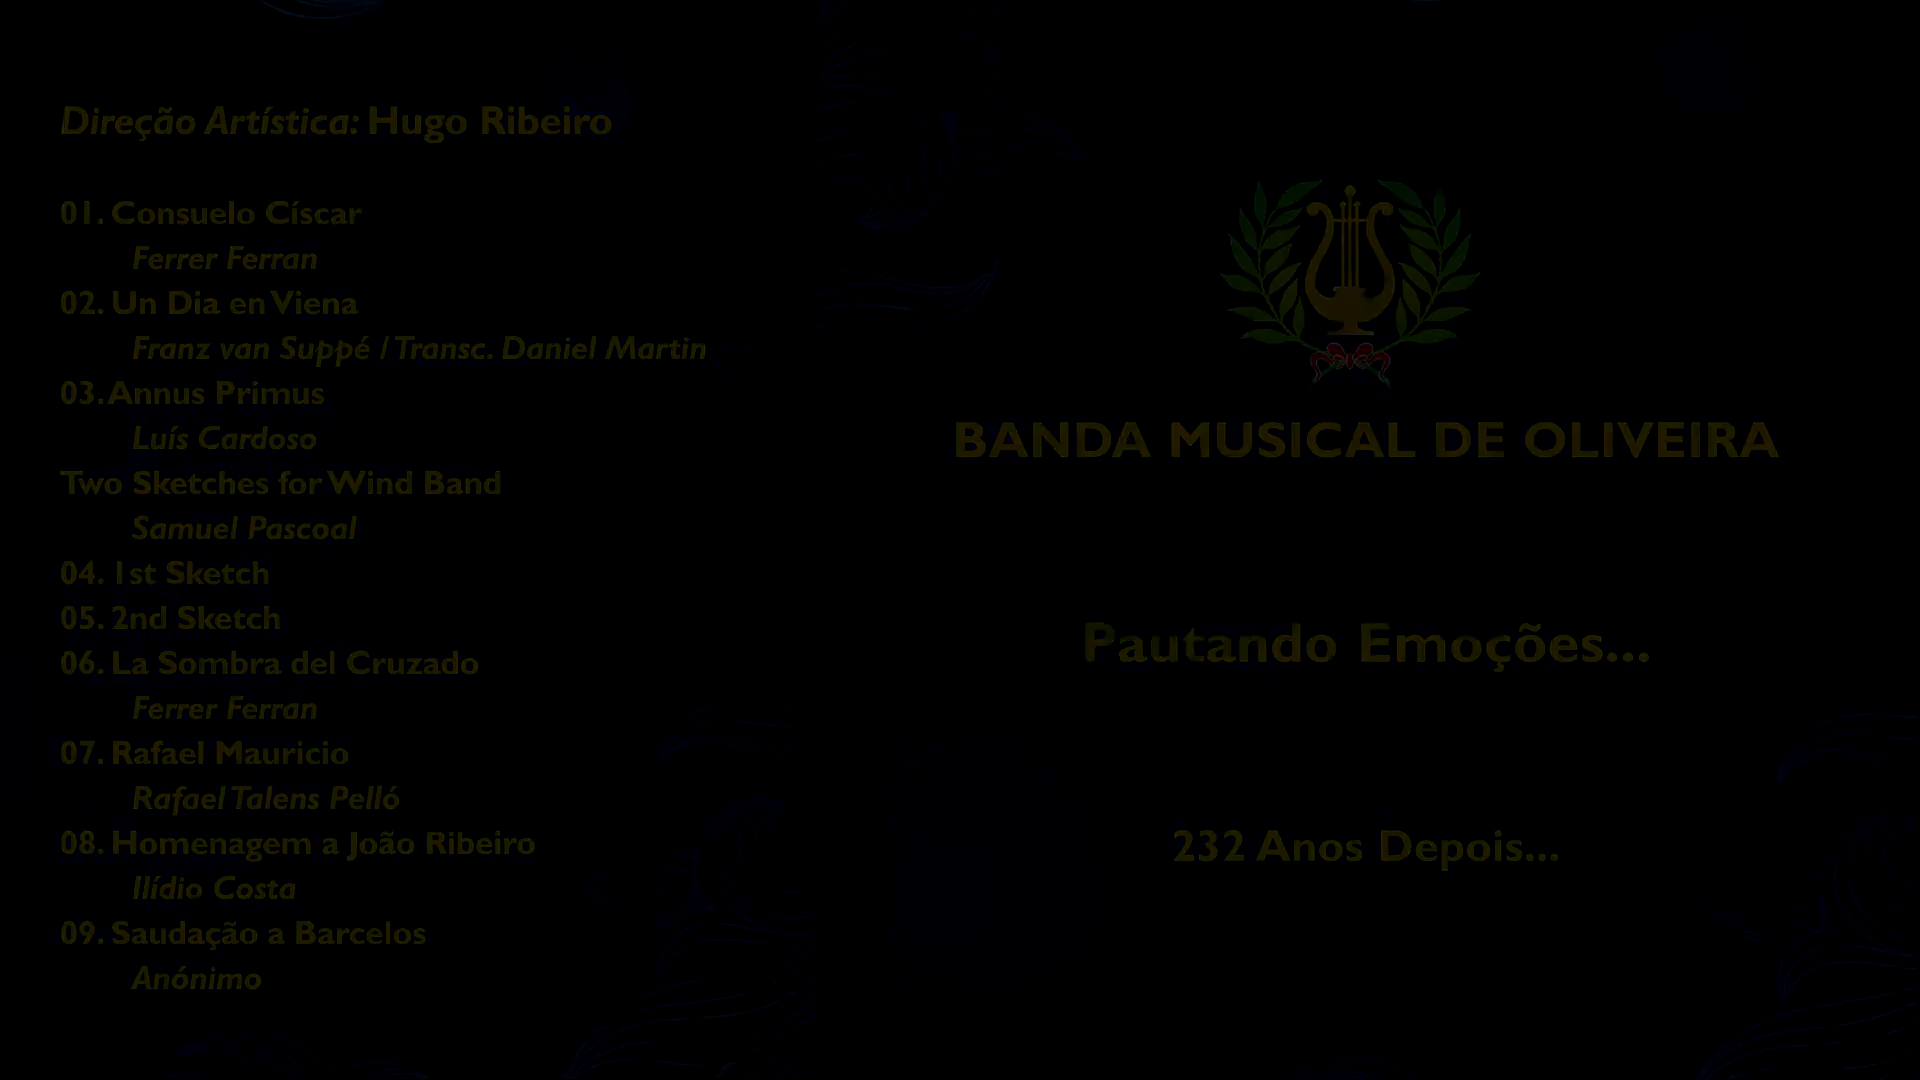 Direção Artística: Hugo Ribeiro
01. Consuelo Císcar
Ferrer Ferran
02. Un Dia en Viena
Franz van Suppé / Transc. Daniel Martin
03. Annus Primus
Luís Cardoso
Two Sketches for Wind Band
Samuel Pascoal
04. 1st Sketch
05. 2nd Sketch
06. La Sombra del Cruzado
Ferrer Ferran
07. Rafael Mauricio
Rafael Talens Pelló
08. Homenagem a João Ribeiro
Ilídio Costa
09. Saudação a Barcelos
Anónimo
BANDA MUSICAL DE OLIVEIRA
Pautando Emoções...
232 Anos Depois...